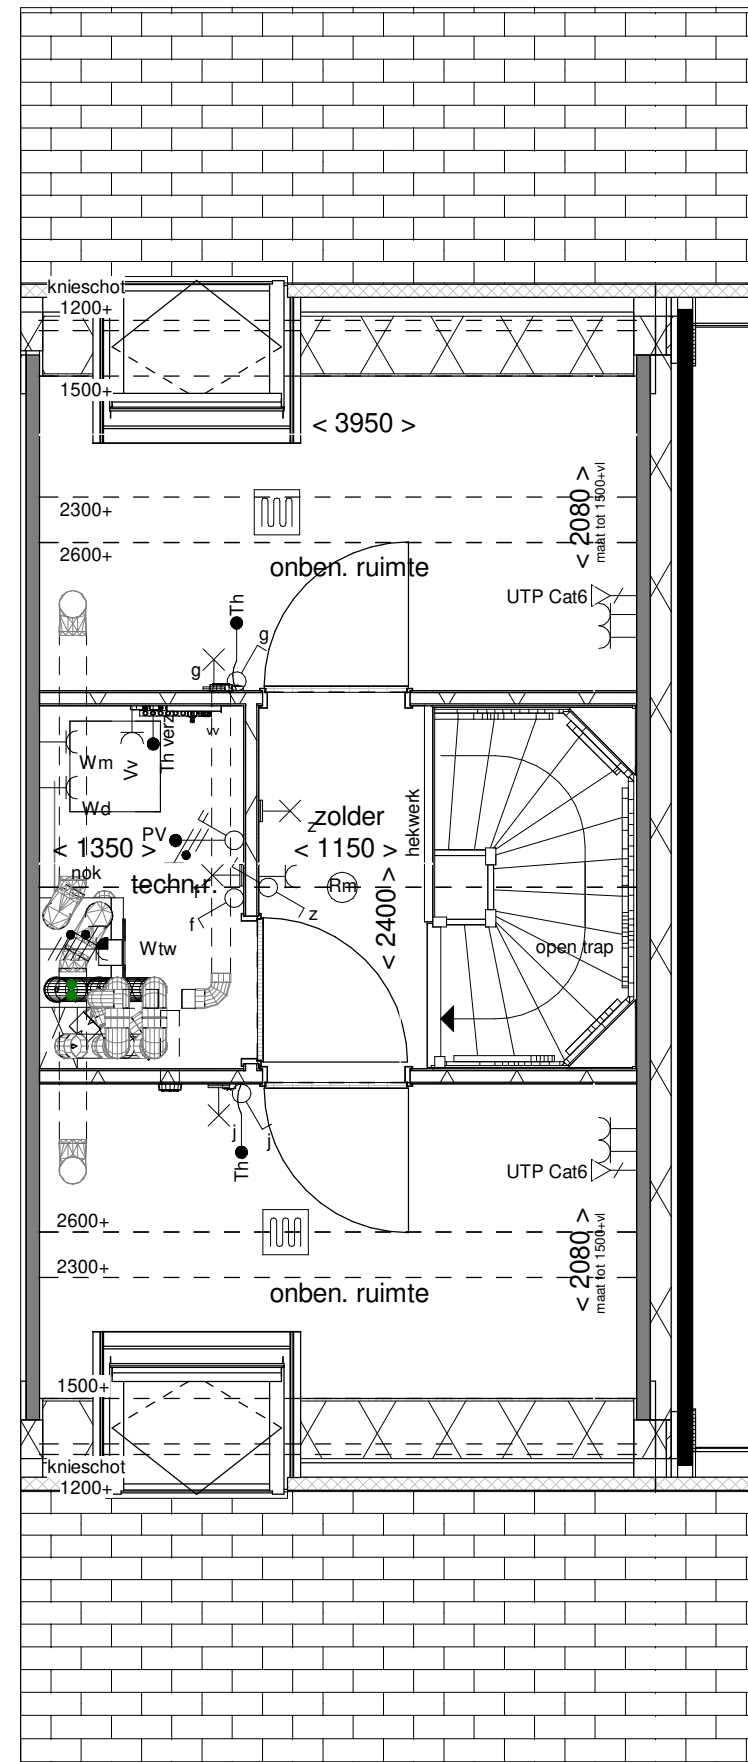 knieschot
1200+
1500+
< 3950 >
2300+
2600+
< 2080 >
maat tot 1500+vl
onben. ruimte
UTP Cat6
Th
g
g
vv
Wm
Vv
Th verz
Wd
PV
< 1350 >
nok
techn.r.
f
f
Wtw
zolder
z
< 1150 >
Rm
z
< 2400 >
hekwerk
open trap
j
j
Th
UTP Cat6
2600+
2300+
< 2080 >
maat tot 1500+vl
onben. ruimte
1500+
knieschot
1200+